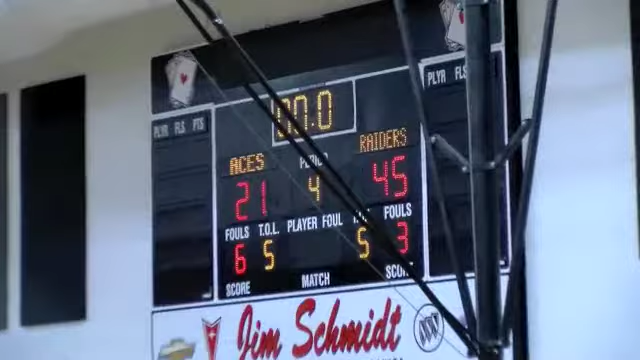 PLYR FLS PTS
PLYR FLS
00.0
ACES PERIOD RAIDERS
21 4 45
FOULS T.O.L. PLAYER FOUL FOULS
6 5 5 3
SCORE MATCH SCORE
Jim Schmidt